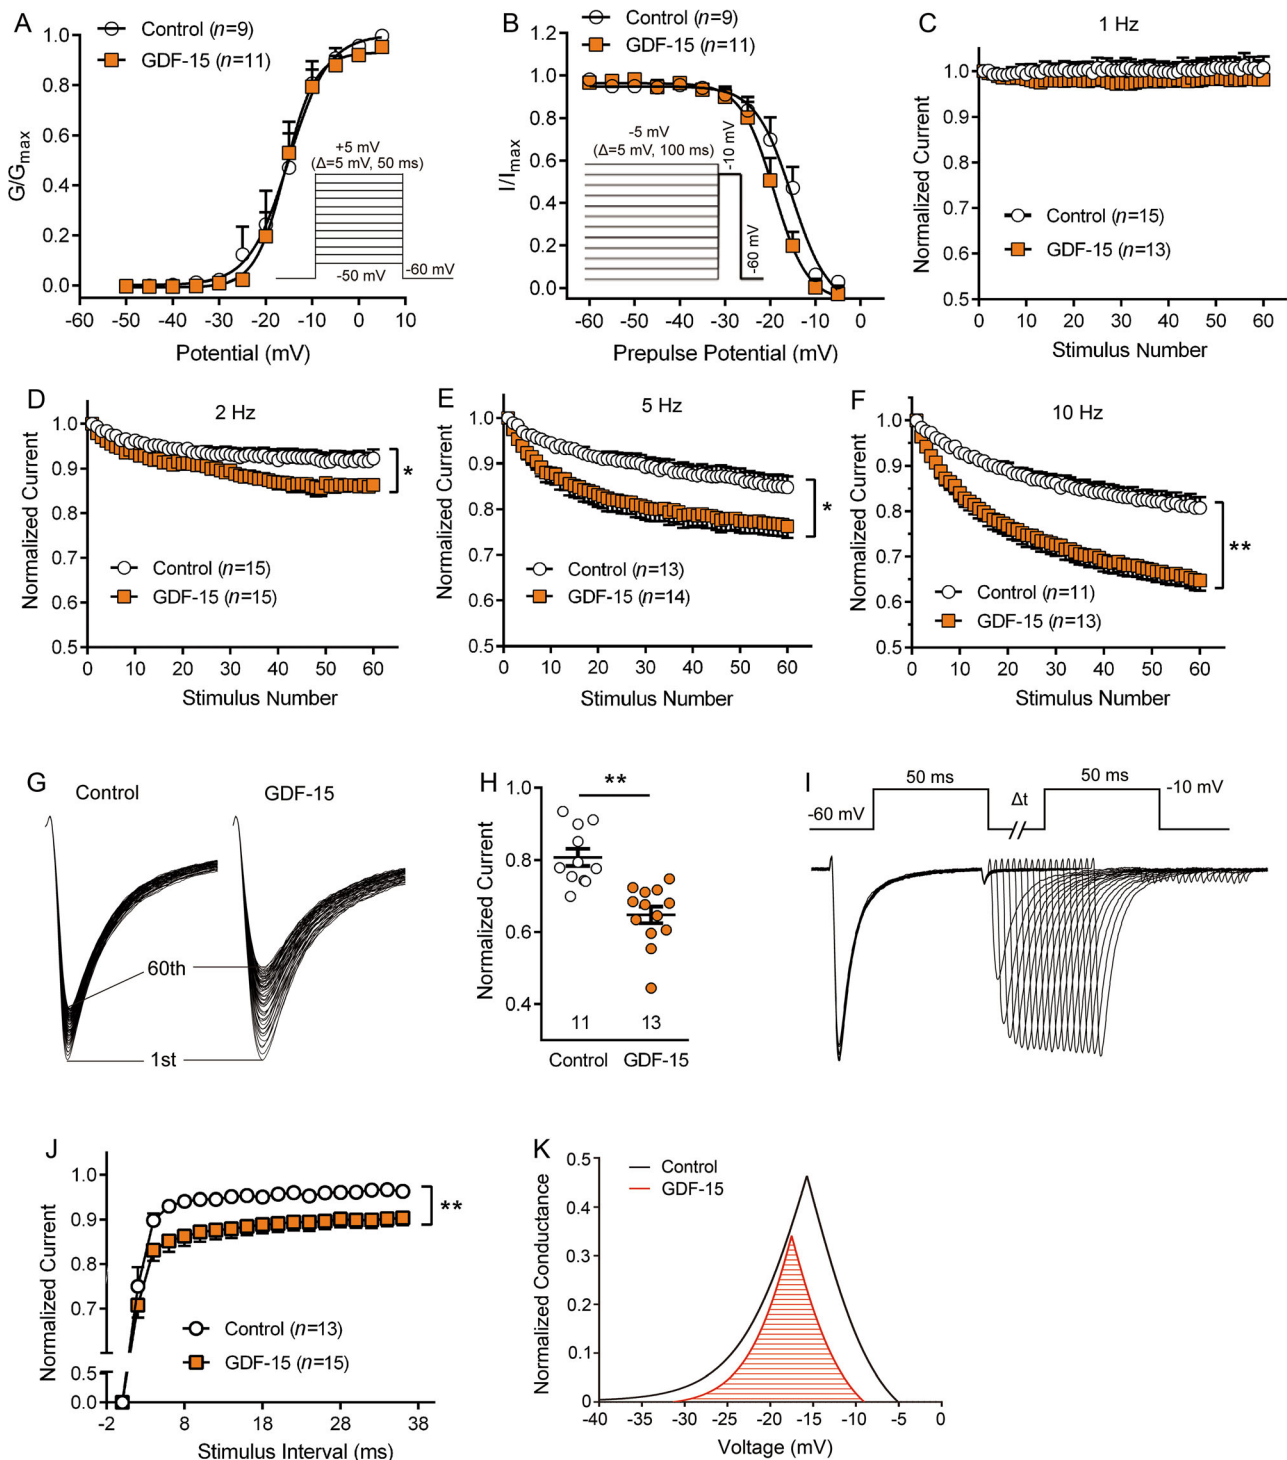 A
Control (n=9)
GDF-15 (n=11)
1.0
0.8
0.6
0.4
0.2
0.0
G/Gmax
+5 mV
(Δ=5 mV, 50 ms)
-50 mV
-60 mV
-60 -50 -40 -30 -20 -10 0 10
Potential (mV)
B
Control (n=9)
GDF-15 (n=11)
1.2
1.0
0.8
0.6
0.4
0.2
0.0
I/Imax
-5 mV
(Δ=5 mV, 100 ms)
-10 mV
-60 mV
-60 -50 -40 -30 -20 -10 0
Prepulse Potential (mV)
C
1 Hz
1.0
0.9
0.8
0.7
0.6
0.5
Normalized Current
Control (n=15)
GDF-15 (n=13)
0 10 20 30 40 50 60
Stimulus Number
D
2 Hz
1.0
0.9
0.8
0.7
0.6
0.5
Normalized Current
*
Control (n=15)
GDF-15 (n=15)
0 10 20 30 40 50 60
Stimulus Number
E
5 Hz
1.0
0.9
0.8
0.7
0.6
0.5
Normalized Current
*
Control (n=13)
GDF-15 (n=14)
0 10 20 30 40 50 60
Stimulus Number
F
10 Hz
1.0
0.9
0.8
0.7
0.6
0.5
Normalized Current
**
Control (n=11)
GDF-15 (n=13)
0 10 20 30 40 50 60
Stimulus Number
G
Control
GDF-15
60th
1st
H
1.0
0.8
0.6
0.4
Normalized Current
**
11 13
Control GDF-15
I
50 ms
50 ms
Δt
-60 mV
-10 mV
J
1.0
0.9
0.8
0.7
0.5
0.0
Normalized Current
**
Control (n=13)
GDF-15 (n=15)
-2 8 18 28 38
Stimulus Interval (ms)
K
Control
GDF-15
0.5
0.4
0.3
0.2
0.1
0
Normalized Conductance
-40 -35 -30 -25 -20 -15 -10 -5 0
Voltage (mV)